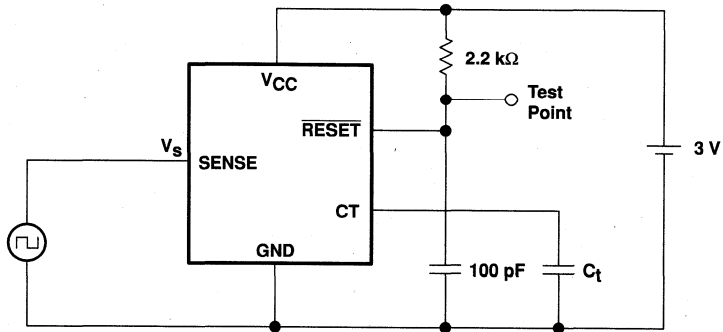 2.2 kΩ
VCC
Test
Point
RESET
VS
SENSE
3 V
CT
GND
100 pF
Ct